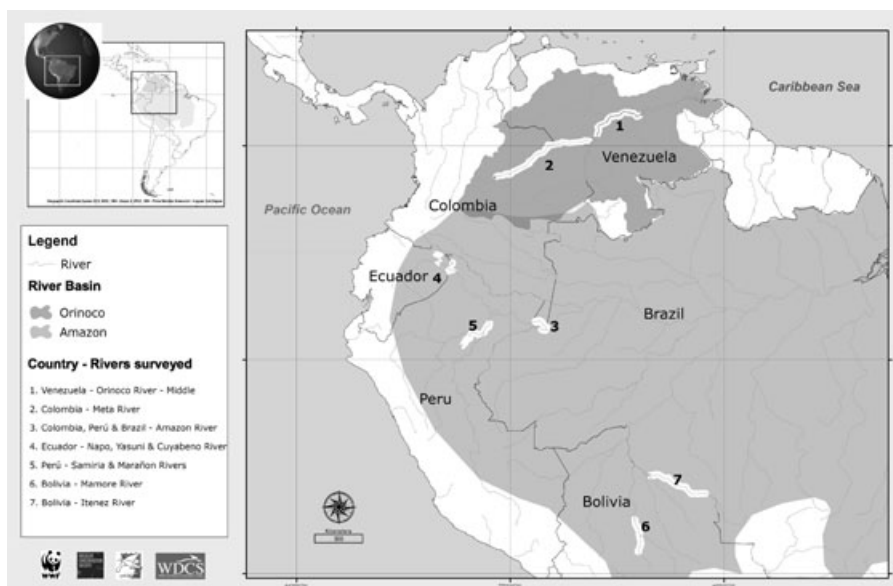 Caribbean Sea
1
Venezuela
2
Pacific Ocean
Colombia
Ecuador
4
Brazil
5
3
Peru
7
Bolivia
6
Legend
River
River Basin
Orinoco
Amazon
Country - Rivers surveyed
1. Venezuela - Orinoco River - Middle
2. Colombia - Meta River
3. Colombia, Perú & Brazil - Amazon River
4. Ecuador - Napo, Yasuni & Cuyabeno River
5. Perú - Samiria & Marañon Rivers
6. Bolivia - Mamore River
7. Bolivia - Itenez River
Kilometers
WWF
WDCS